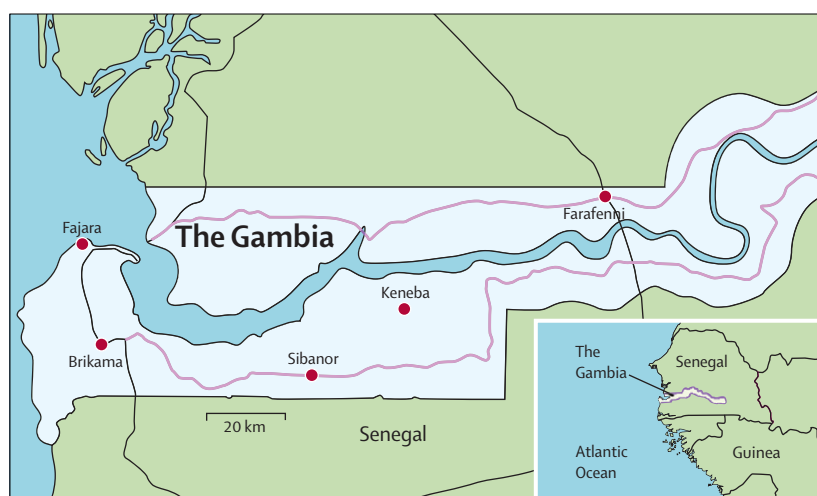 Fajara
The Gambia
Farafenni
Keneba
Brikama
Sibanor
20 km
Senegal
The
Gambia
Senegal
Atlantic
Ocean
Guinea